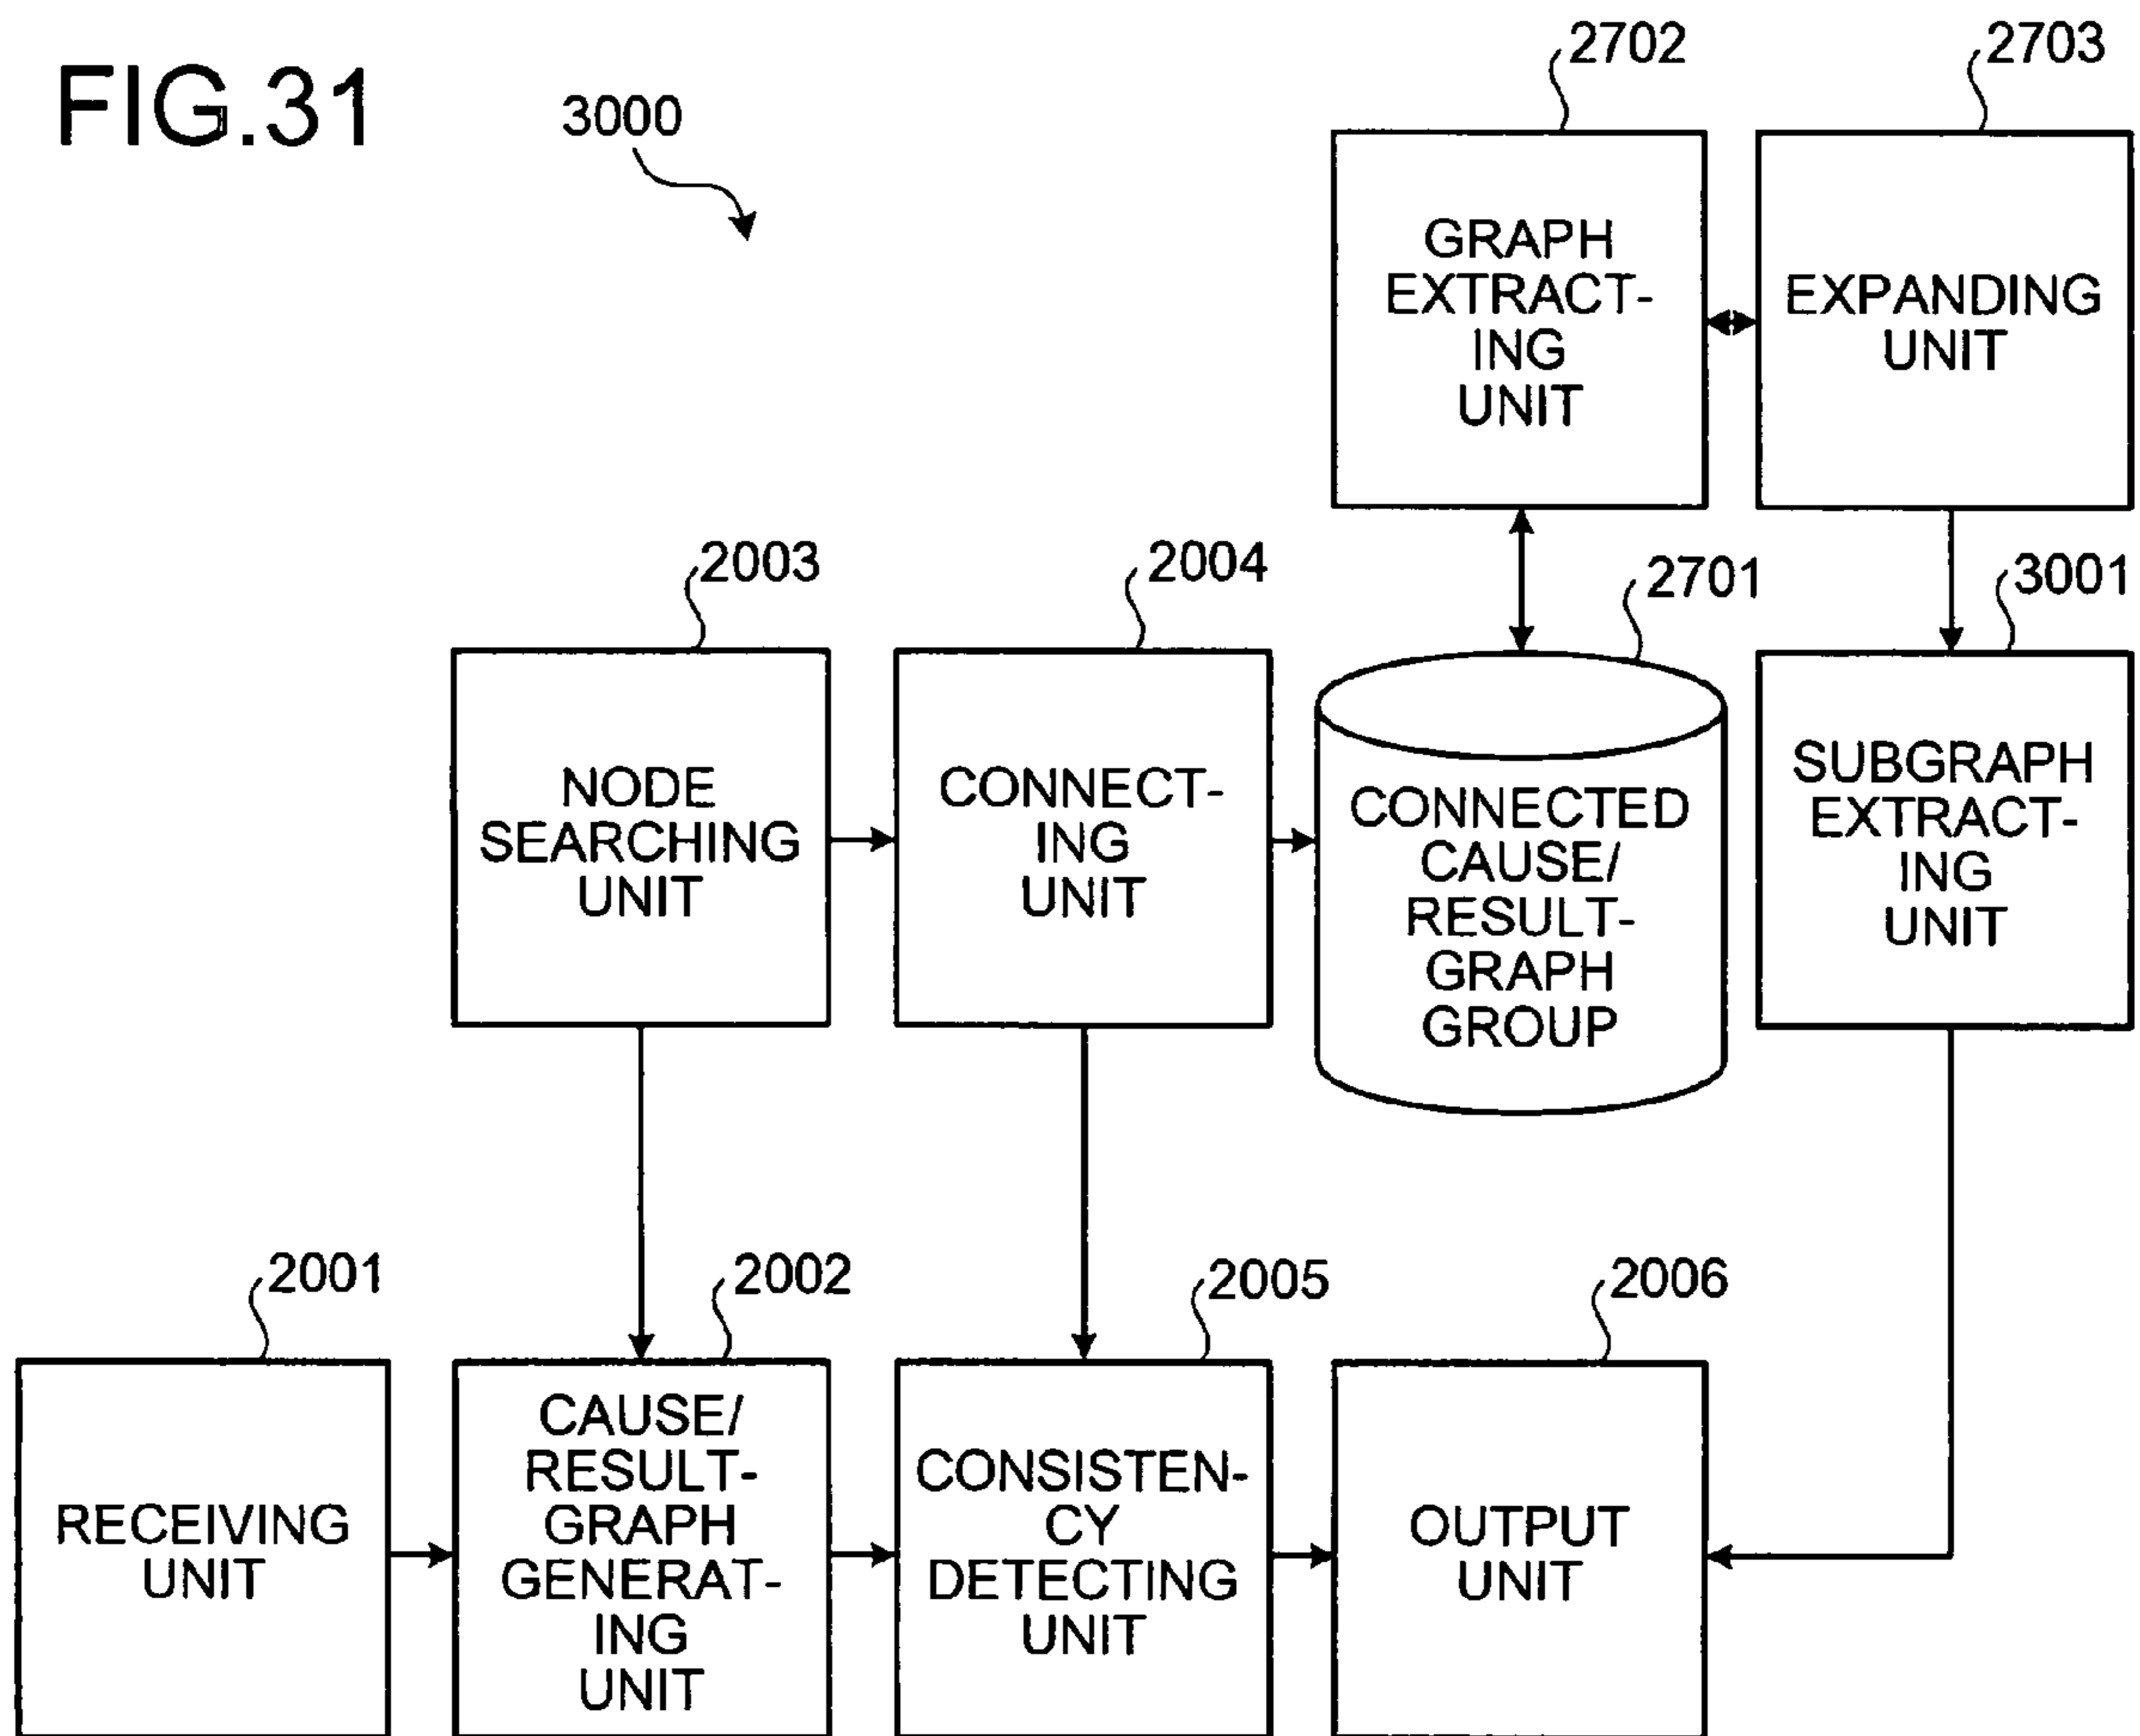 FIG.31
3000
2702
2703
GRAPH
EXTRACT-
ING
UNIT
EXPANDING
UNIT
2003
2004
2701
3001
NODE
SEARCHING
UNIT
CONNECT-
ING
UNIT
CONNECTED
CAUSE/
RESULT-
GRAPH
GROUP
SUBGRAPH
EXTRACT-
ING
UNIT
2001
2002
2005
2006
RECEIVING
UNIT
CAUSE/
RESULT-
GRAPH
GENERAT-
ING
UNIT
CONSISTEN-
CY
DETECTING
UNIT
OUTPUT
UNIT